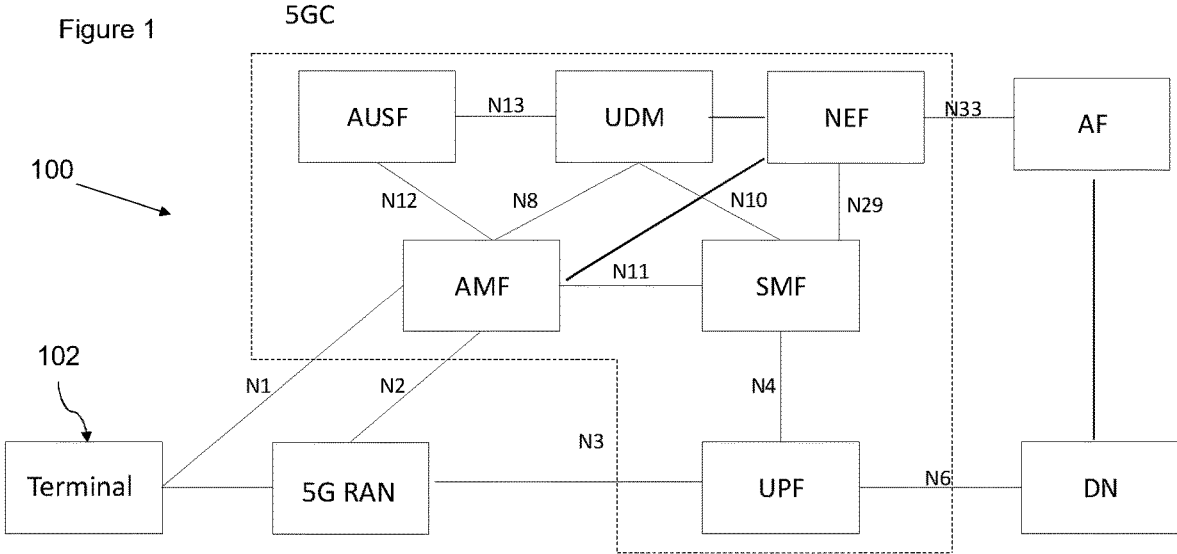 5GC
Figure 1
AUSF
N13
UDM
NEF
N33
AF
100
N12
N8
N10
N29
AMF
N11
SMF
102
N1
N2
N4
N3
Terminal
5G RAN
UPF
N6
DN